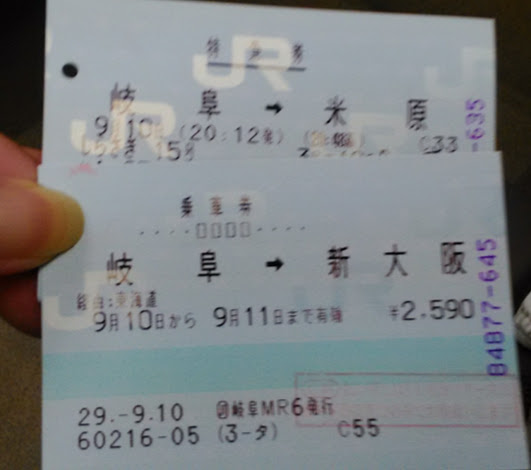 JR
特急券
岐阜 → 米原
9月10日 (20:12発)
15号
C33
-635
乗車券
....□□□□....
岐阜 → 新大阪
経由:東海道
9月10日から 9月11日まで有効 ¥2,590
84877-645
29.-9.10 岐阜MR6発行
60216-05 (3-タ) C55